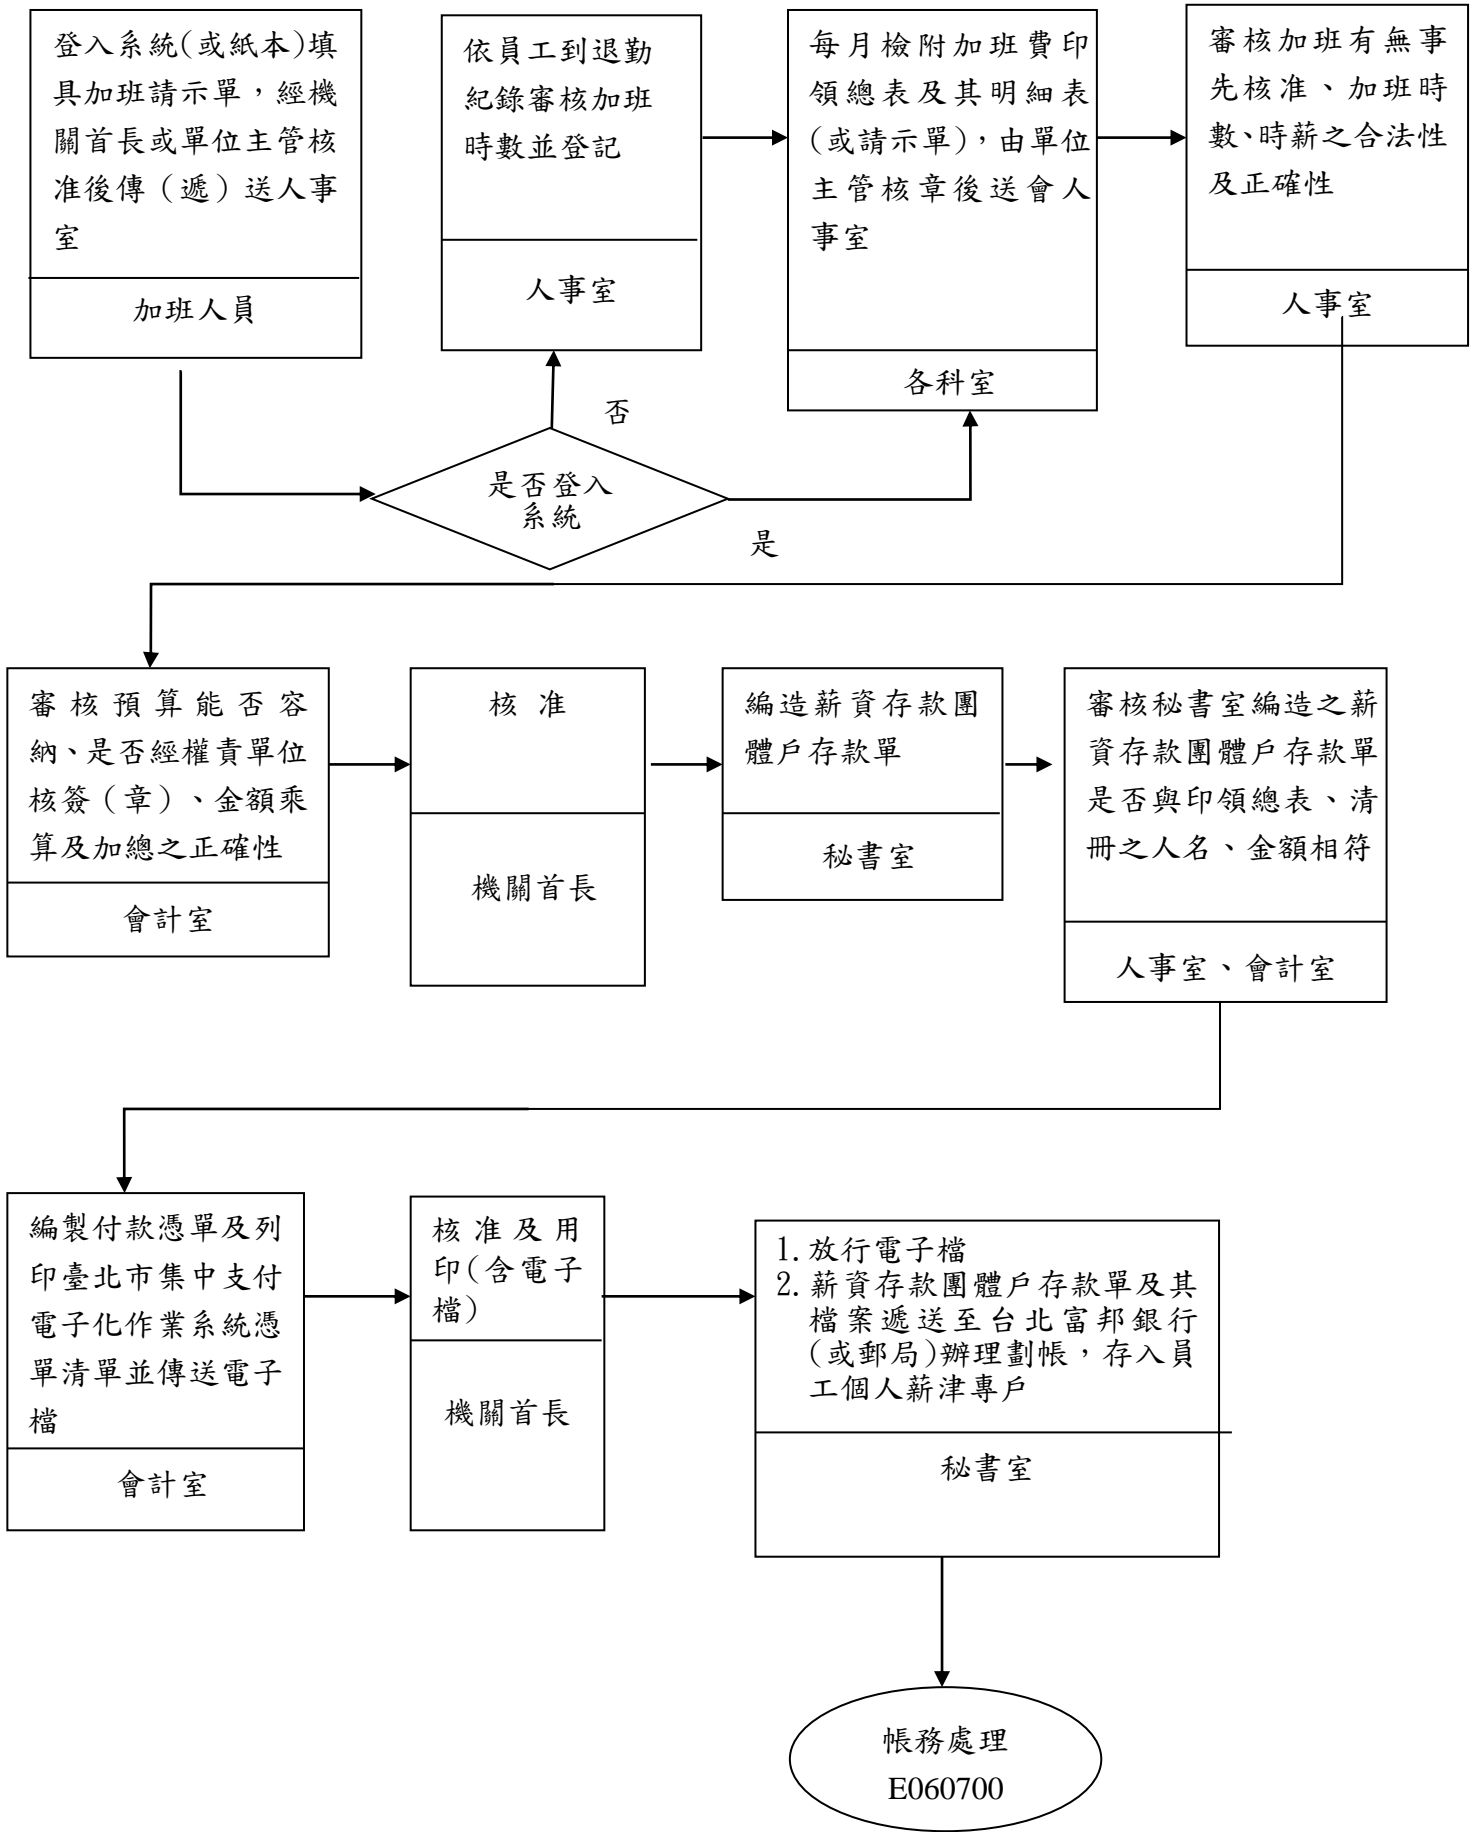 登入系統(或紙本)填
具加班請示單，經機
關首長或單位主管核
准後傳（遞）送人事
室
加班人員
依員工到退勤
紀錄審核加班
時數並登記
人事室
每月檢附加班費印
領總表及其明細表
(或請示單)，由單位
主管核章後送會人
事室
各科室
審核加班有無事
先核准、加班時
數、時薪之合法性
及正確性
人事室
否
是否登入
系統
是
審核預算能否容
納、是否經權責單位
核簽（章）、金額乘
算及加總之正確性
會計室
核准
機關首長
編造薪資存款團
體戶存款單
秘書室
審核秘書室編造之薪
資存款團體戶存款單
是否與印領總表、清
冊之人名、金額相符
人事室、會計室
編製付款憑單及列
印臺北市集中支付
電子化作業系統憑
單清單並傳送電子
檔
會計室
核准及用
印(含電子
檔)
機關首長
1.放行電子檔
2.薪資存款團體戶存款單及其
檔案遞送至台北富邦銀行
(或郵局)辦理劃帳，存入員
工個人薪津專戶
秘書室
帳務處理
E060700